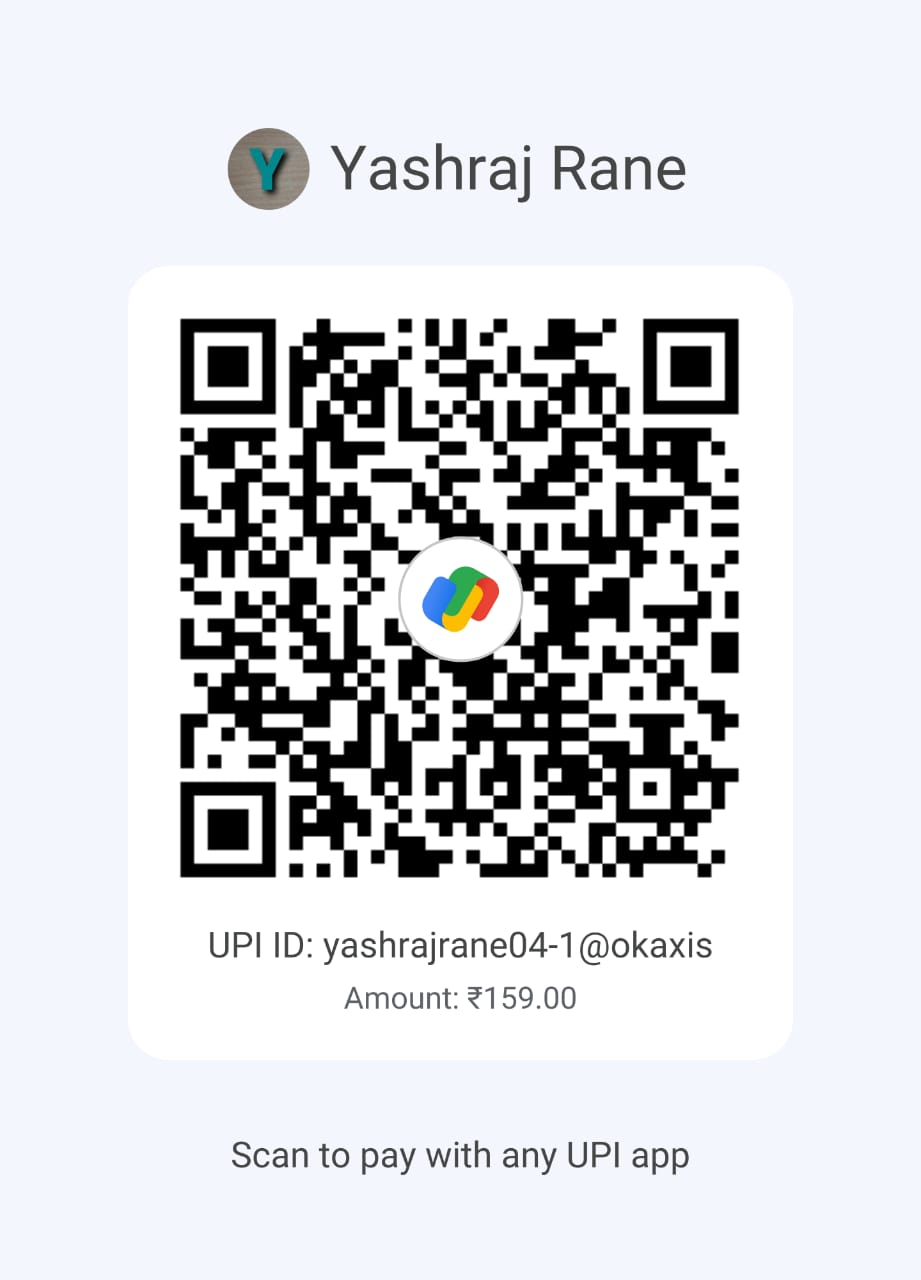 Y Yashraj Rane
UPI ID: yashrajrane04-1@okaxis
Amount: ₹159.00
Scan to pay with any UPI app